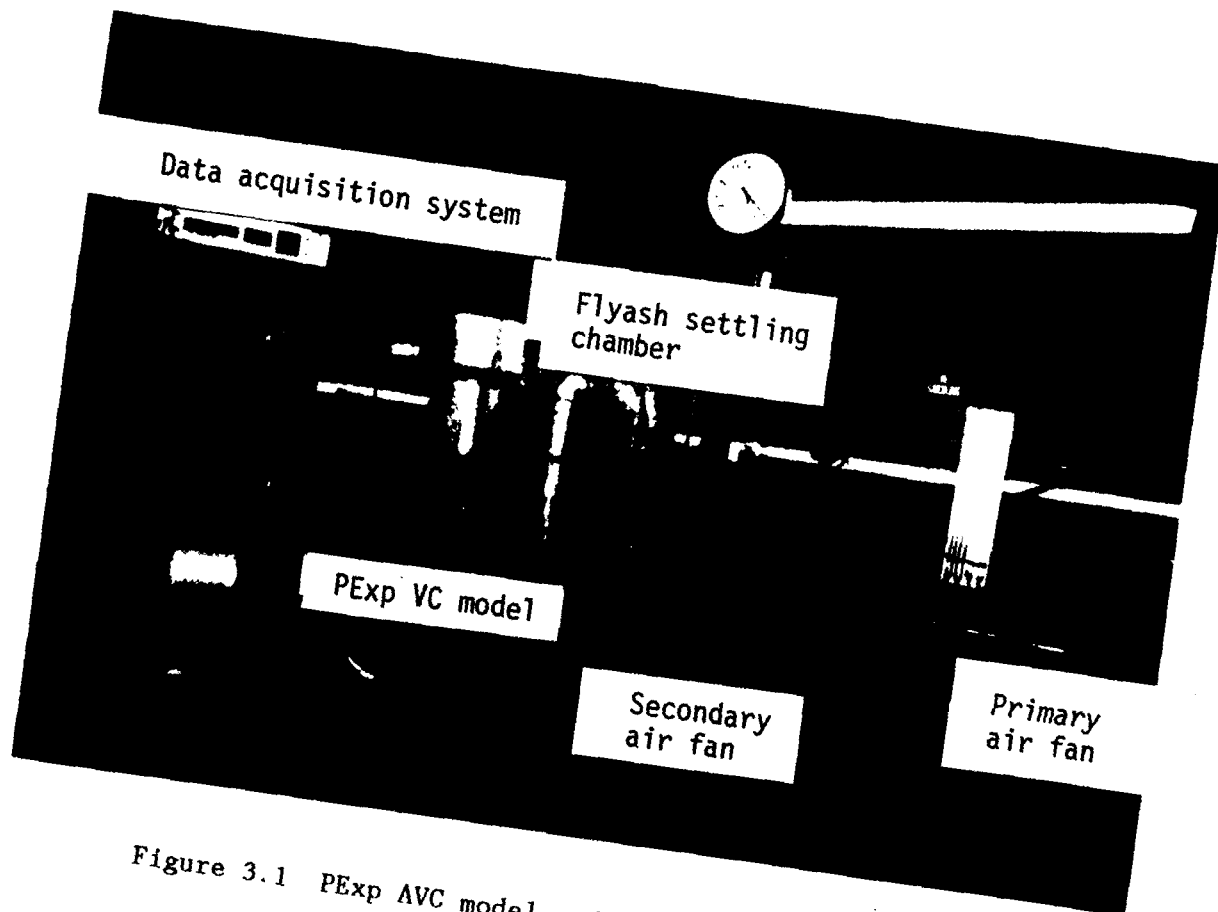 Data acquisition system
Flyash settling
chamber
PExp VC model
Secondary
air fan
Primary
air fan
Figure 3.1 PExp AVC model